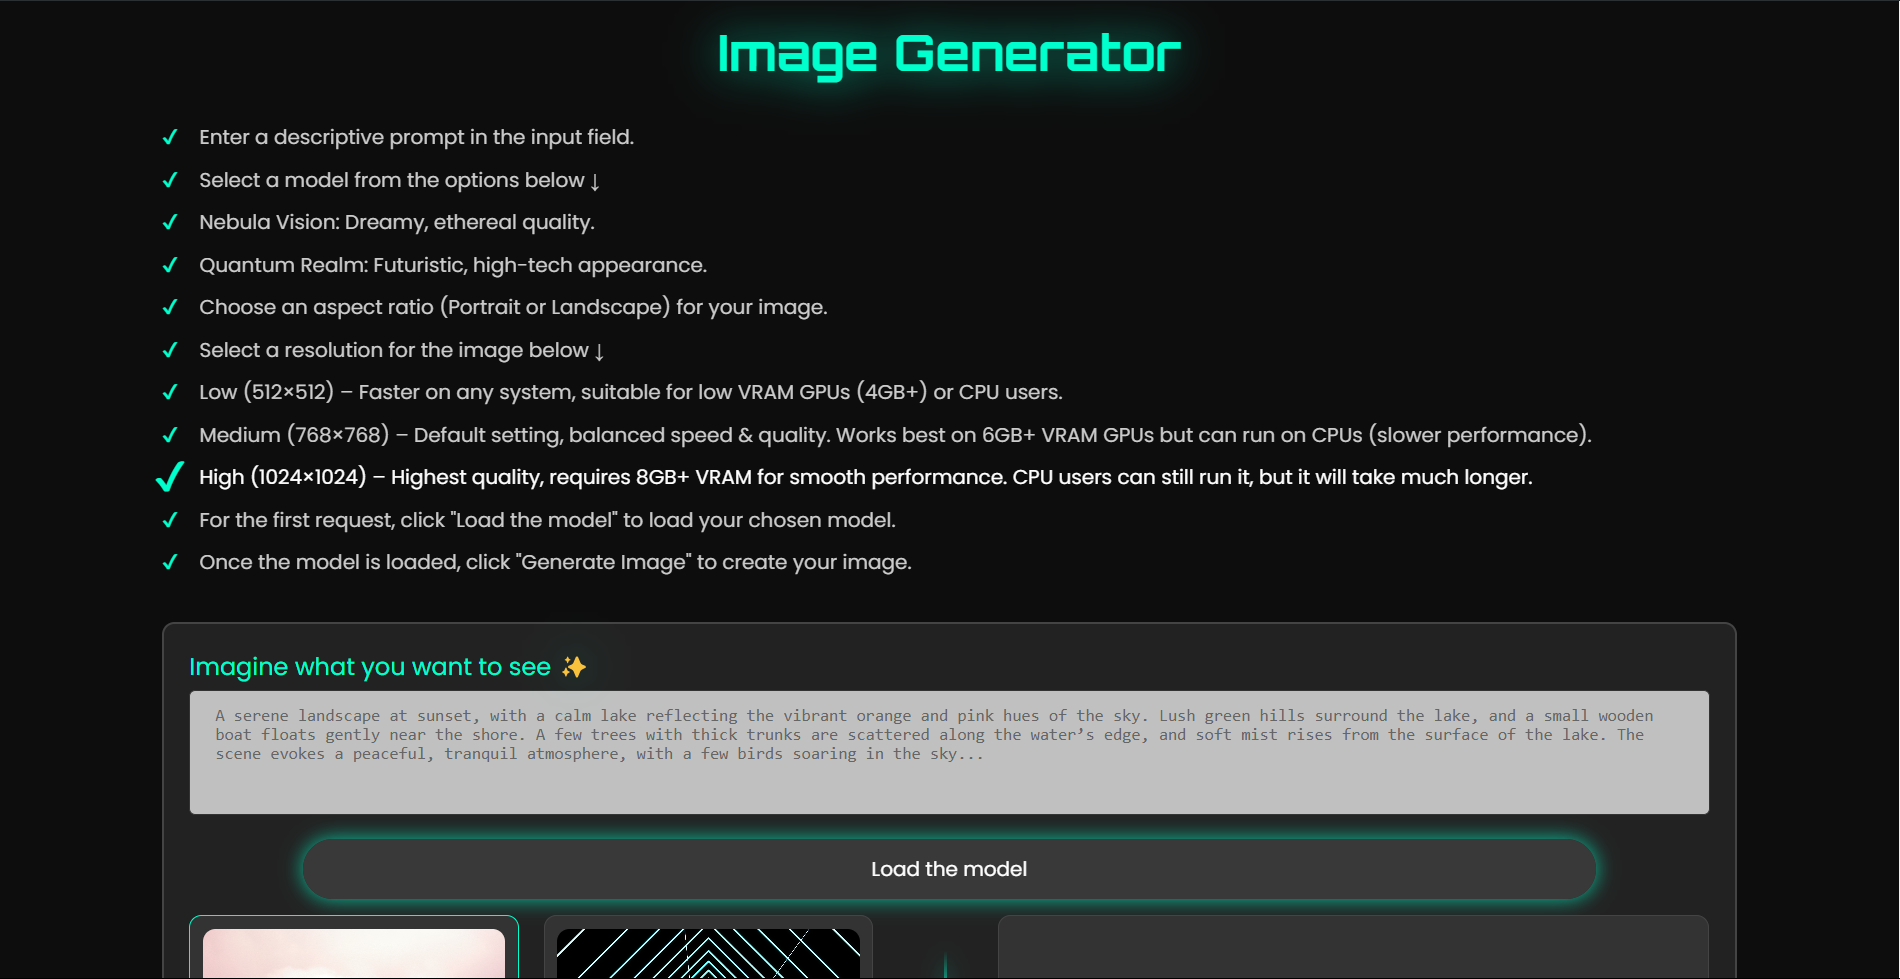 Image Generator
✓ Enter a descriptive prompt in the input field.
✓ Select a model from the options below ↓
✓ Nebula Vision: Dreamy, ethereal quality.
✓ Quantum Realm: Futuristic, high-tech appearance.
✓ Choose an aspect ratio (Portrait or Landscape) for your image.
✓ Select a resolution for the image below ↓
✓ Low (512×512) – Faster on any system, suitable for low VRAM GPUs (4GB+) or CPU users.
✓ Medium (768×768) – Default setting, balanced speed & quality. Works best on 6GB+ VRAM GPUs but can run on CPUs (slower performance).
✓ High (1024×1024) – Highest quality, requires 8GB+ VRAM for smooth performance. CPU users can still run it, but it will take much longer.
✓ For the first request, click "Load the model" to load your chosen model.
✓ Once the model is loaded, click "Generate Image" to create your image.
Imagine what you want to see ✨
A serene landscape at sunset, with a calm lake reflecting the vibrant orange and pink hues of the sky. Lush green hills surround the lake, and a small wooden
boat floats gently near the shore. A few trees with thick trunks are scattered along the water’s edge, and soft mist rises from the surface of the lake. The
scene evokes a peaceful, tranquil atmosphere, with a few birds soaring in the sky...
Load the model